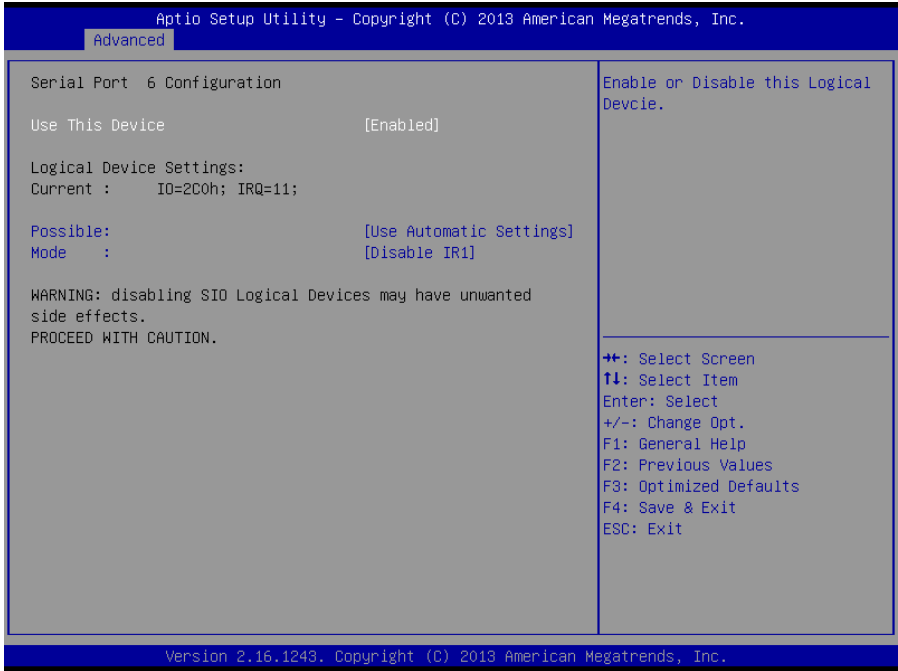 Aptio Setup Utility – Copyright (C) 2013 American Megatrends, Inc.
Advanced
Serial Port 6 Configuration
Use This Device [Enabled]
Logical Device Settings:
Current : IO=2C0h; IRQ=11;
Possible: [Use Automatic Settings]
Mode : [Disable IR1]
WARNING: disabling SIO Logical Devices may have unwanted
side effects.
PROCEED WITH CAUTION.
Enable or Disable this Logical
Devcie.
→←: Select Screen
↑↓: Select Item
Enter: Select
+/-: Change Opt.
F1: General Help
F2: Previous Values
F3: Optimized Defaults
F4: Save & Exit
ESC: Exit
Version 2.16.1243. Copyright (C) 2013 American Megatrends, Inc.